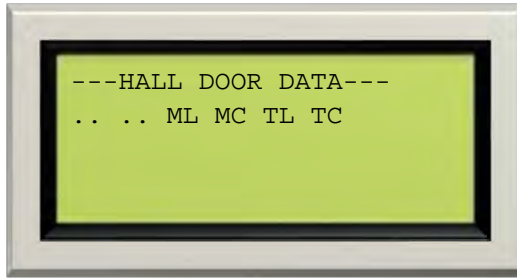 ---HALL DOOR DATA---
.. .. ML MC TL TC